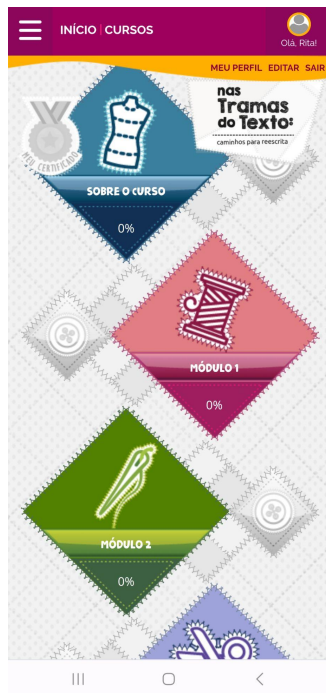 INÍCIO | CURSOS
Olá, Rita!
MEU PERFIL EDITAR SAIR
nas
Tramas
do Texto:
caminhos para reescrita
MEU CERTIFICADO
SOBRE O CURSO
0%
MÓDULO 1
0%
MÓDULO 2
0%